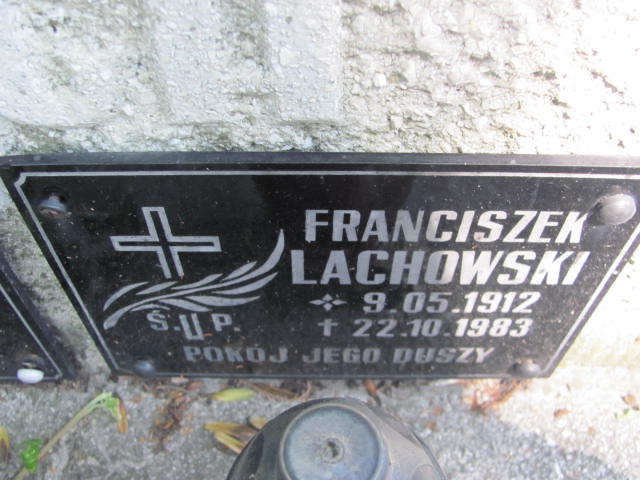 FRANCISZEK
LACHOWSKI
9.05.1912
Ś.P.
† 22.10.1983
POKÓJ JEGO DUSZY